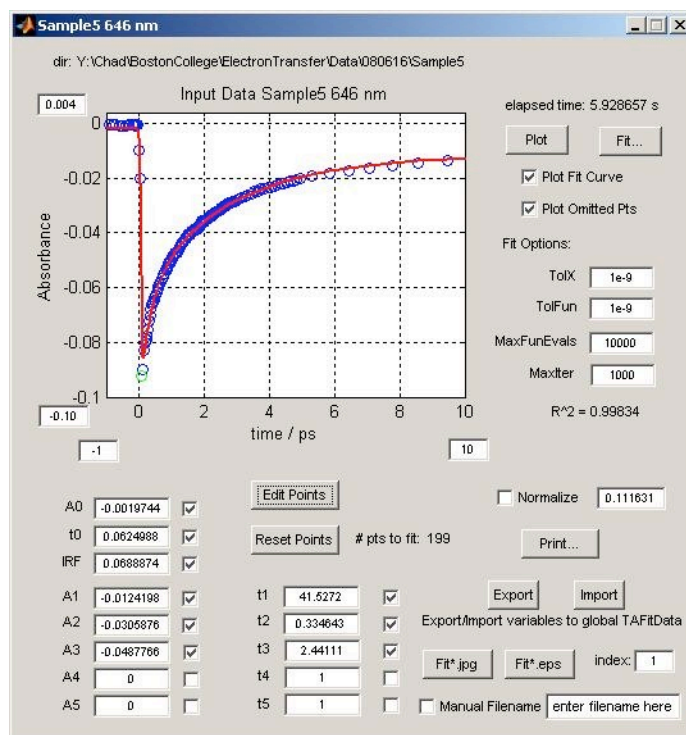 Sample5 646 nm
dir: Y:\Chad\BostonCollege\ElectronTransfer\Data\080616\Sample5
0.004
Input Data Sample5 646 nm
elapsed time: 5.928657 s
Plot
Fit...
Plot Fit Curve
Plot Omitted Pts
Fit Options:
TolX 1e-9
TolFun 1e-9
MaxFunEvals 10000
MaxIter 1000
R^2 = 0.99834
Absorbance
0
-0.02
-0.04
-0.06
-0.08
-0.1
0 2 4 6 8 10
time / ps
-0.10
-1
10
Edit Points
Normalize 0.111631
Reset Points # pts to fit: 199
Print...
A0 -0.0019744
t0 0.0624988
IRF 0.0688874
A1 -0.0124198
A2 -0.0305876
A3 -0.0487766
A4 0
A5 0
t1 41.5272
t2 0.334643
t3 2.44111
t4 1
t5 1
Export Import
Export/Import variables to global TAFitData
Fit*.jpg Fit*.eps index: 1
Manual Filename enter filename here